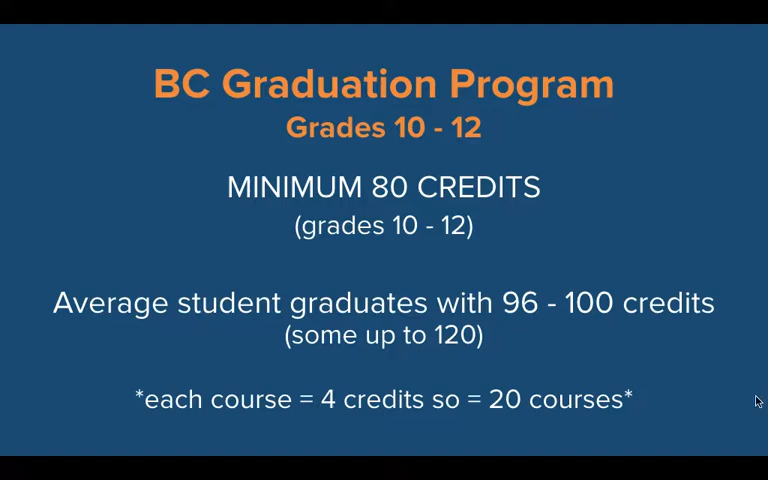 BC Graduation Program
Grades 10 - 12
MINIMUM 80 CREDITS
(grades 10 - 12)
Average student graduates with 96 - 100 credits
(some up to 120)
*each course = 4 credits so = 20 courses*